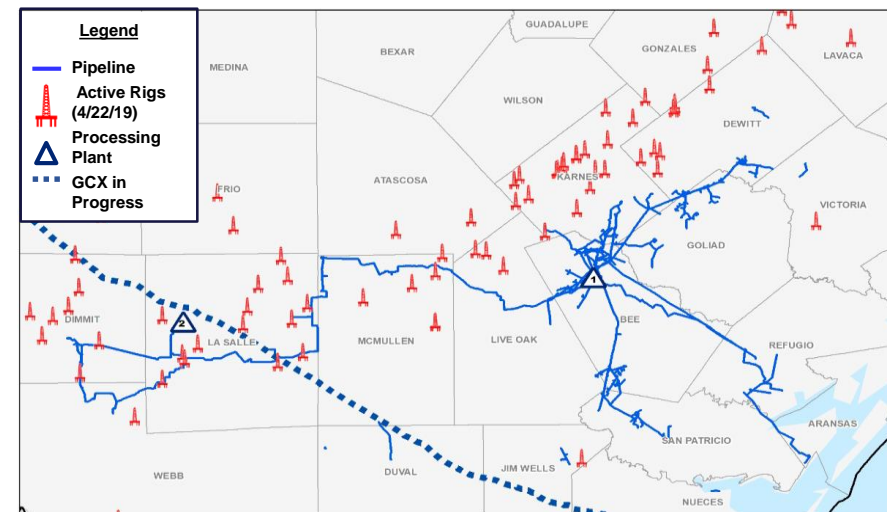 Legend
Pipeline
Active Rigs
(4/22/19)
Processing
Plant
GCX in
Progress
GUADALUPE
BEXAR
GONZALES
LAVACA
MEDINA
WILSON
DEWITT
KARNES
ATASCOSA
FRIO
VICTORIA
GOLIAD
1
DIMMIT
2
LA SALLE
MCMULLEN
LIVE OAK
BEE
REFUGIO
ARANSAS
SAN PATRICIO
WEBB
DUVAL
JIM WELLS
NUECES